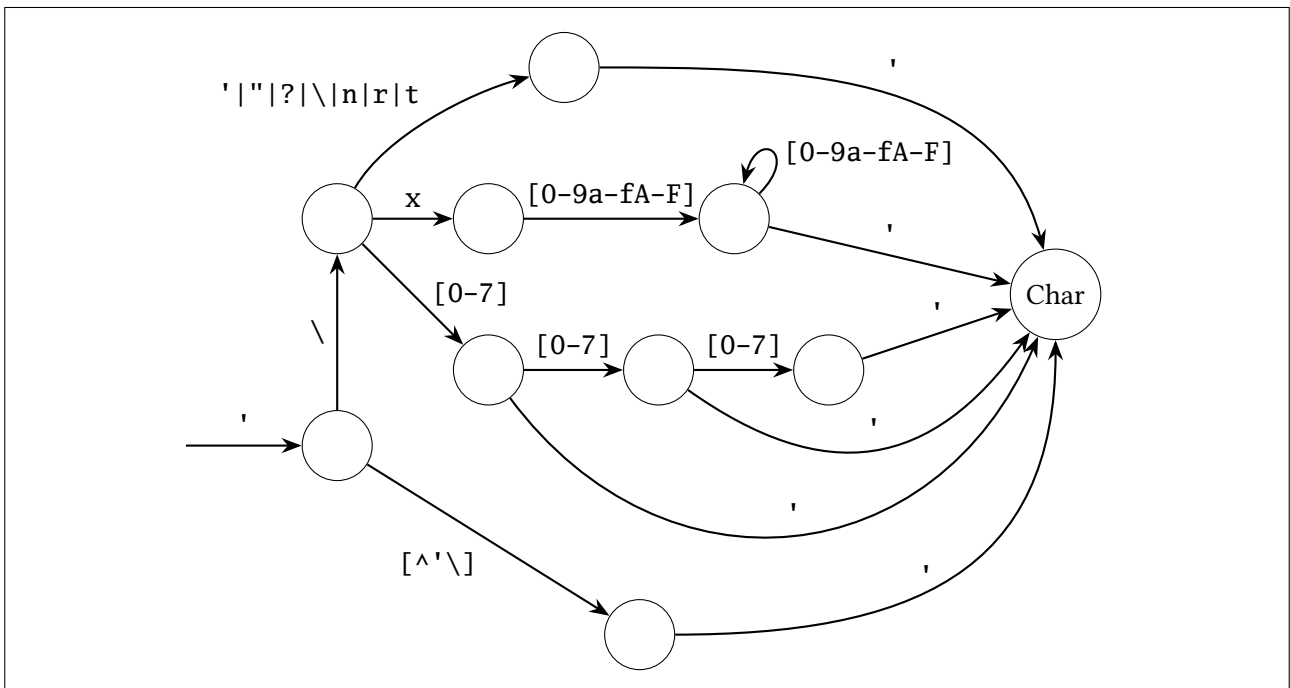 '
'|"|?|\|n|r|t
[0-9a-fA-F]
x
[0-9a-fA-F]
'
[0-7]
Char
'
\
[0-7]
[0-7]
'
'
'
[^'\]
'